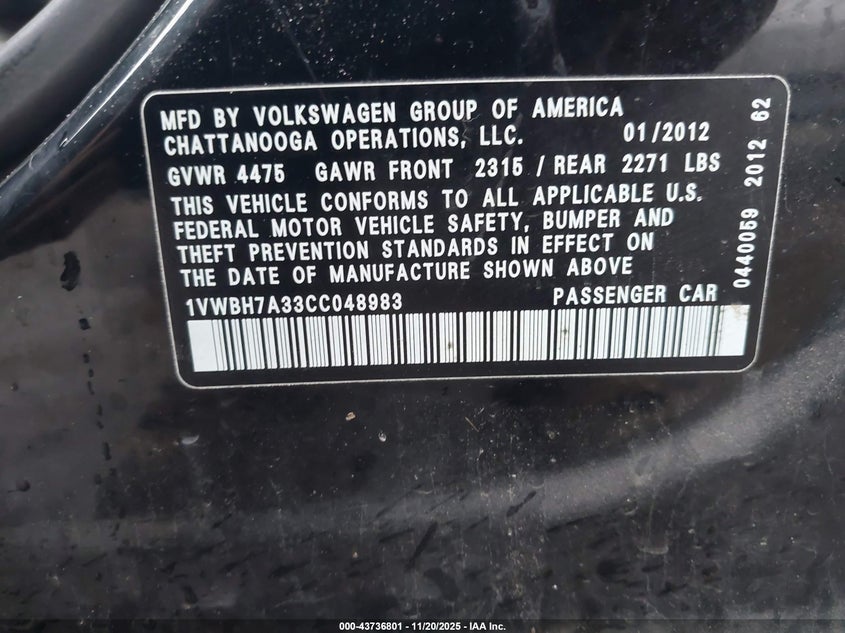 MFD BY VOLKSWAGEN GROUP OF AMERICA
CHATTANOOGA OPERATIONS, LLC. 01/2012
GVWR 4475 GAWR FRONT 2315 / REAR 2271 LBS
THIS VEHICLE CONFORMS TO ALL APPLICABLE U.S.
FEDERAL MOTOR VEHICLE SAFETY, BUMPER AND
THEFT PREVENTION STANDARDS IN EFFECT ON
THE DATE OF MANUFACTURE SHOWN ABOVE
1VWBH7A33CC048983 PASSENGER CAR
0440059 2012 62
000-43736801 - 11/20/2025 - IAA Inc.